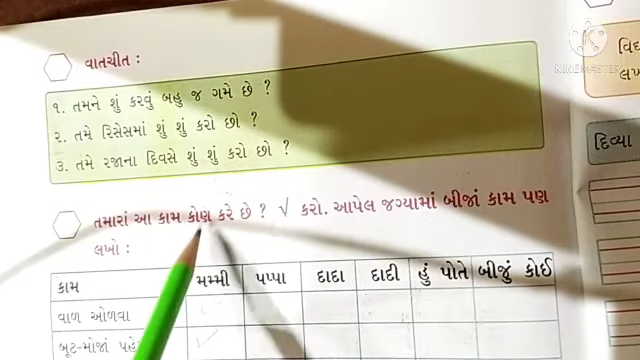 વાતચીત :
૧. તમને શું કરવું બહુ જ ગમે છે ?
૨. તમે રિસેસમાં શું શું કરો છો ?
૩. તમે રજાના દિવસે શું શું કરો છો ?
તમારાં આ કામ કોણ કરે છે ? √ કરો. આપેલ જગ્યામાં બીજાં કામ પણ
લખો :
કામ મમ્મી પપ્પા દાદા દાદી હું પોતે બીજું કોઈ
વાળ ઓળવા
બૂટ-મોજાં
KINEMASTER
દિવ્યા